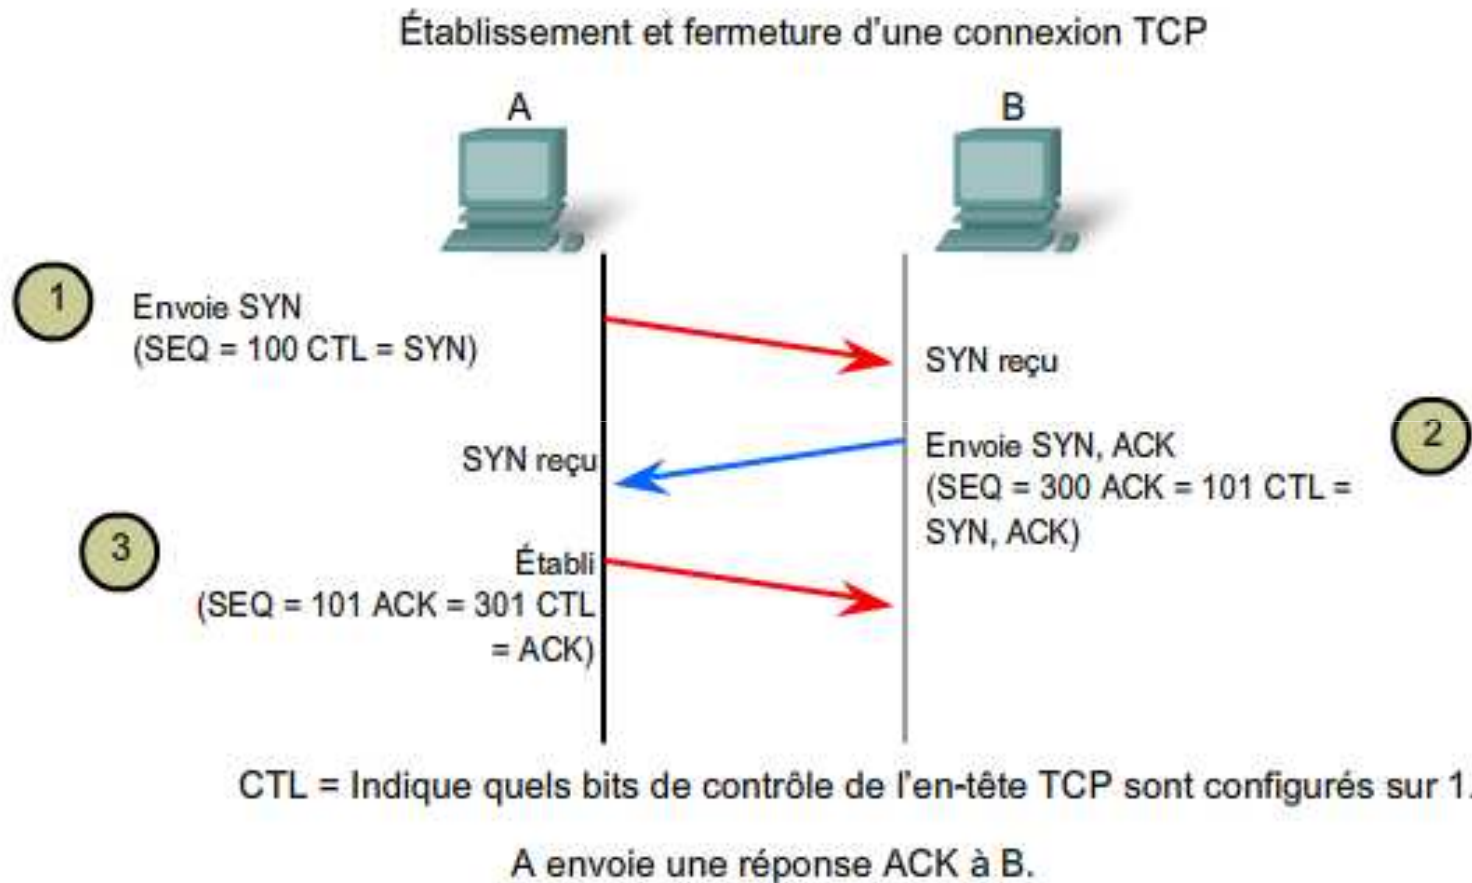 Établissement et fermeture d'une connexion TCP
A
B
1
Envoie SYN
(SEQ = 100 CTL = SYN)
SYN reçu
2
Envoie SYN, ACK
(SEQ = 300 ACK = 101 CTL =
SYN, ACK)
SYN reçu
3
Établi
(SEQ = 101 ACK = 301 CTL
= ACK)
CTL = Indique quels bits de contrôle de l'en-tête TCP sont configurés sur 1.
A envoie une réponse ACK à B.